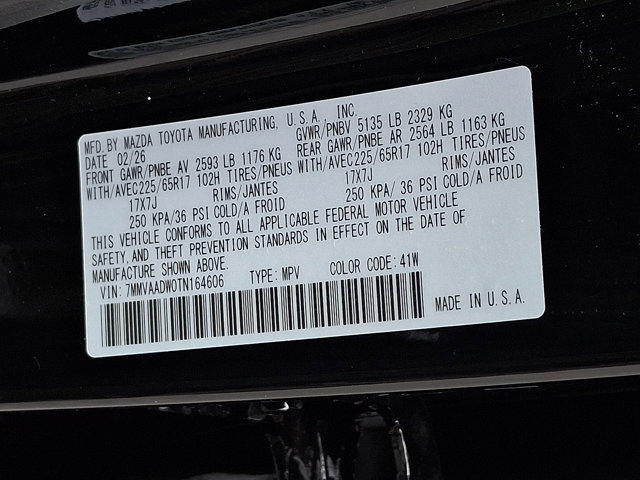 MFD. BY MAZDA TOYOTA MANUFACTURING, U.S.A., INC.
DATE 02/26 GVWR/PNBV 5135 LB 2329 KG
FRONT GAWR/PNBE AV 2593 LB 1176 KG REAR GAWR/PNBE AR 2564 LB 1163 KG
WITH/AVEC225/65R17 102H TIRES/PNEUS WITH/AVEC225/65R17 102H TIRES/PNEUS
17X7J RIMS/JANTES 17X7J RIMS/JANTES
250 KPA/36 PSI COLD/A FROID 250 KPA/ 36 PSI COLD/A FROID
THIS VEHICLE CONFORMS TO ALL APPLICABLE FEDERAL MOTOR VEHICLE
SAFETY, AND THEFT PREVENTION STANDARDS IN EFFECT ON THE DATE OF
MANUFACTURE SHOWN ABOVE.
VIN: 7MMVAADW0TN164606 TYPE: MPV COLOR CODE: 41W
MADE IN U.S.A.